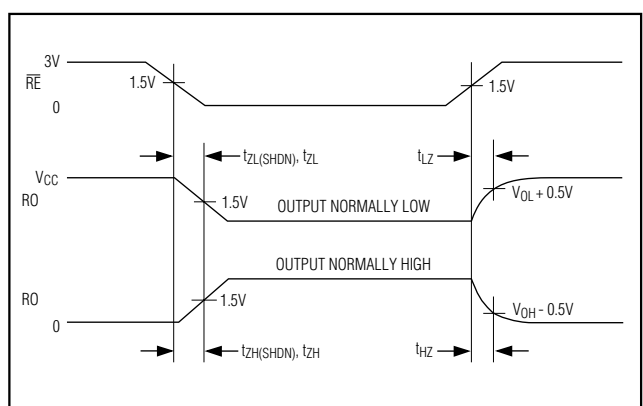 3V
R̅E̅
1.5V
1.5V
0
tZL(SHDN), tZL
tLZ
VCC
RO
1.5V
OUTPUT NORMALLY LOW
VOL + 0.5V
OUTPUT NORMALLY HIGH
RO
1.5V
VOH - 0.5V
0
tZH(SHDN), tZH
tHZ